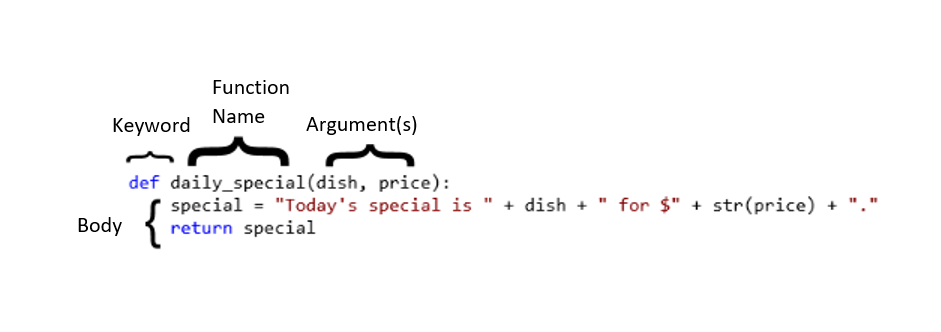 Function
Name
Keyword
Argument(s)
def daily_special(dish, price):
special = "Today's special is " + dish + " for $" + str(price) + "."
Body
return special